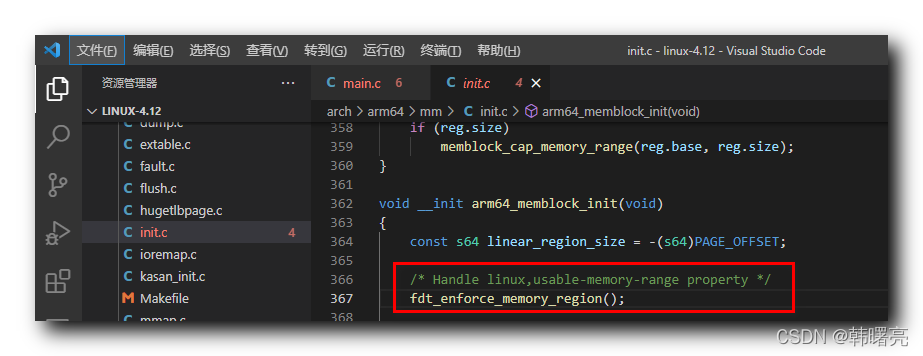 文件(F) 编辑(E) 选择(S) 查看(V) 转到(G) 运行(R) 终端(T) 帮助(H) init.c - linux-4.12 - Visual Studio Code
资源管理器 ··· C main.c 6 C init.c 4 ×
LINUX-4.12 arch > arm64 > mm > C init.c > arm64_memblock_init(void)
dump.c
C extable.c
C fault.c
C flush.c
C hugetlbpage.c
C init.c 4
C ioremap.c
C kasan_init.c
M Makefile
mmap.c
358 if (reg.size)
359 memblock_cap_memory_range(reg.base, reg.size);
360 }
361
362 void __init arm64_memblock_init(void)
363 {
364 const s64 linear_region_size = -(s64)PAGE_OFFSET;
365
366 /* Handle linux,usable-memory-range property */
367 fdt_enforce_memory_region();
368
CSDN @韩曙亮